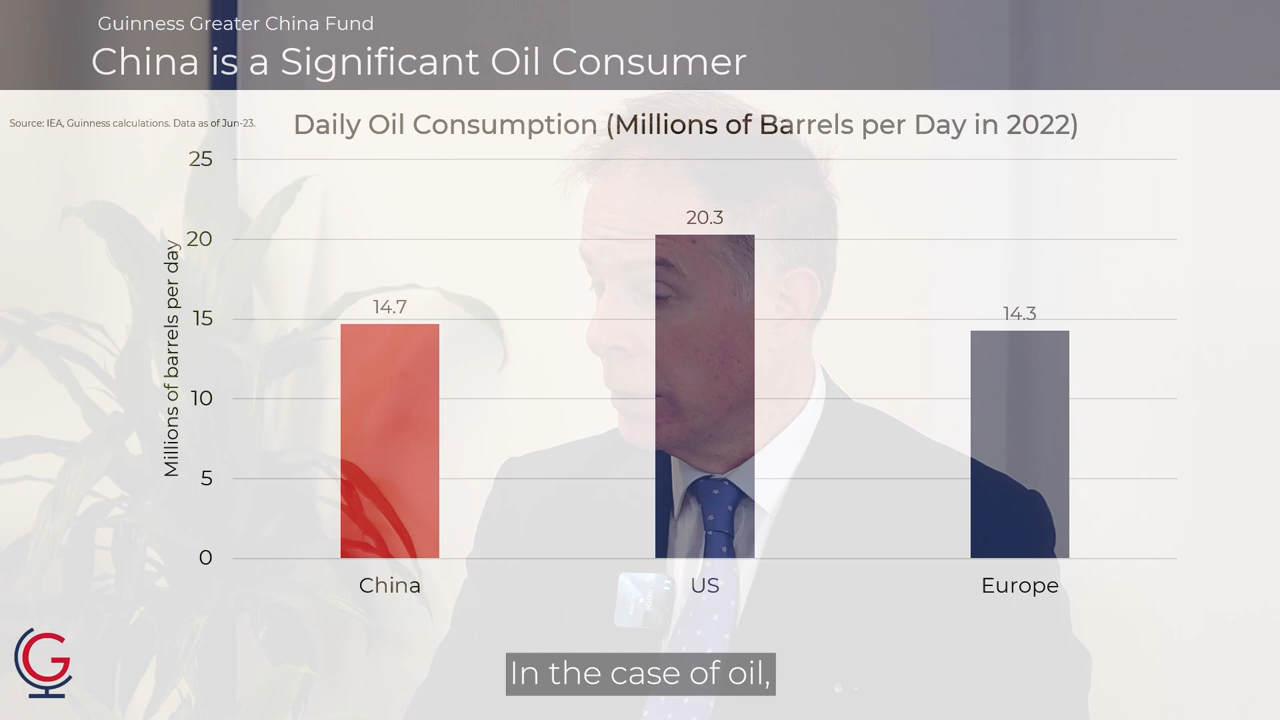 Guinness Greater China Fund
China is a Significant Oil Consumer
Source: IEA, Guinness calculations. Data as of Jun-23.
Daily Oil Consumption (Millions of Barrels per Day in 2022)
Millions of barrels per day
25
20
15
10
5
0
14.7
20.3
14.3
China
US
Europe
G
In the case of oil,